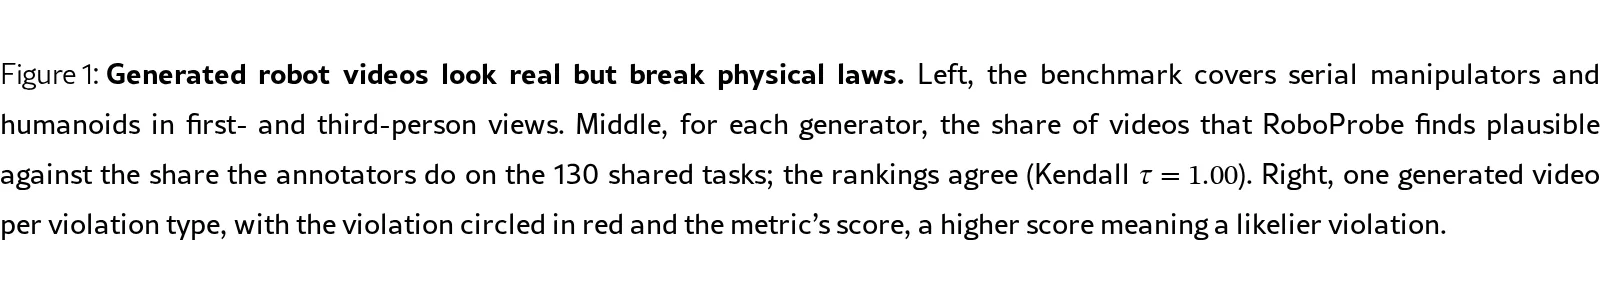 Figure 1: Generated robot videos look real but break physical laws. Left, the benchmark covers serial manipulators and
humanoids in first- and third-person views. Middle, for each generator, the share of videos that RoboProbe finds plausible
against the share the annotators do on the 130 shared tasks; the rankings agree (Kendall τ = 1.00). Right, one generated video
per violation type, with the violation circled in red and the metric’s score, a higher score meaning a likelier violation.